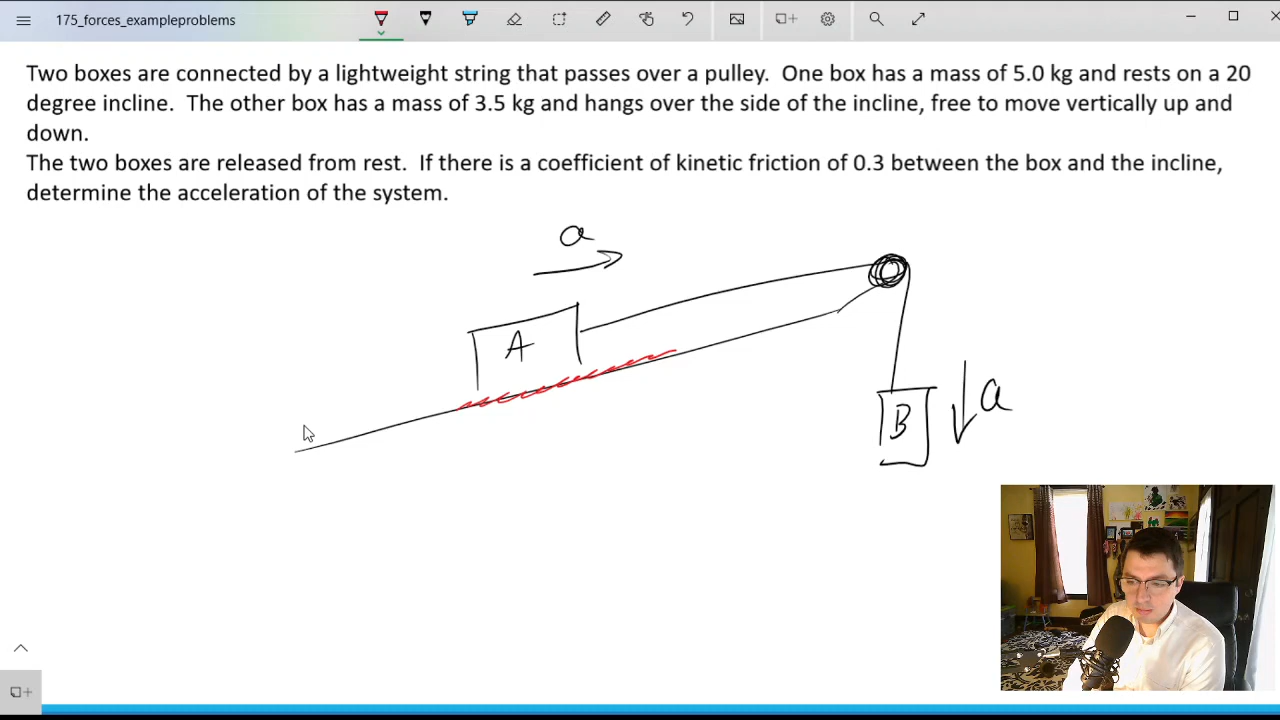 175_forces_exampleproblems
Two boxes are connected by a lightweight string that passes over a pulley. One box has a mass of 5.0 kg and rests on a 20
degree incline. The other box has a mass of 3.5 kg and hangs over the side of the incline, free to move vertically up and
down.
The two boxes are released from rest. If there is a coefficient of kinetic friction of 0.3 between the box and the incline,
determine the acceleration of the system.
a
A
B
a